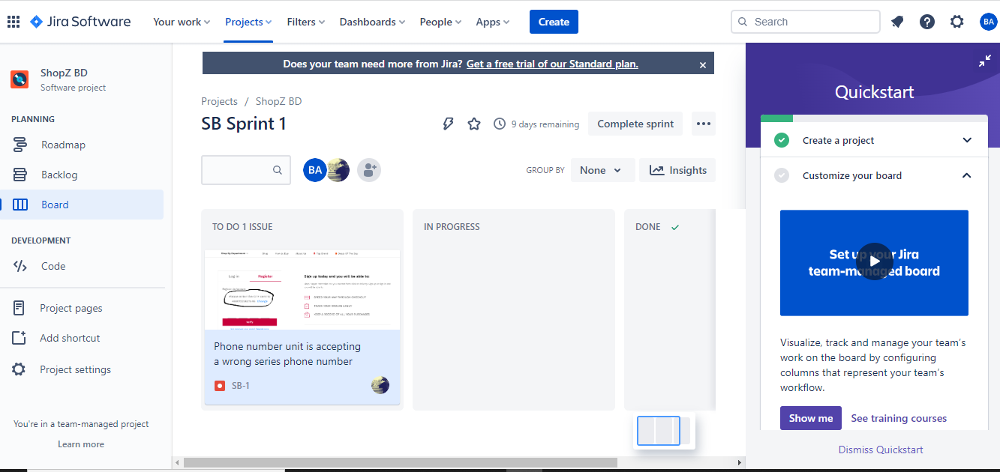 Jira Software
Your work
Projects
Filters
Dashboards
People
Apps
Create
Search
BA
ShopZ BD
Software project
PLANNING
Roadmap
Backlog
Board
DEVELOPMENT
Code
Project pages
Add shortcut
Project settings
You're in a team-managed project
Learn more
Does your team need more from Jira? Get a free trial of our Standard plan.
Projects / ShopZ BD
SB Sprint 1
9 days remaining
Complete sprint
BA
GROUP BY
None
Insights
TO DO 1 ISSUE
IN PROGRESS
DONE
Log in
Register
Sign up today and you will be able to:
Phone number unit is accepting
a wrong series phone number
SB-1
Quickstart
Create a project
Customize your board
Set up your Jira
team-managed board
Visualize, track and manage your team's
work on the board by configuring
columns that represent your team's
workflow.
Show me
See training courses
Dismiss Quickstart